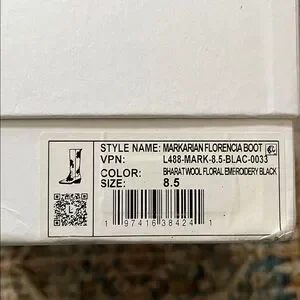 STYLE NAME: MARKARIAN FLORENCIA BOOT
VPN: L488-MARK-8.5-BLAC-0033
COLOR: BHARAT WOOL FLORAL EMBROIDERY BLACK
SIZE: 8.5
1 97416 38424 1